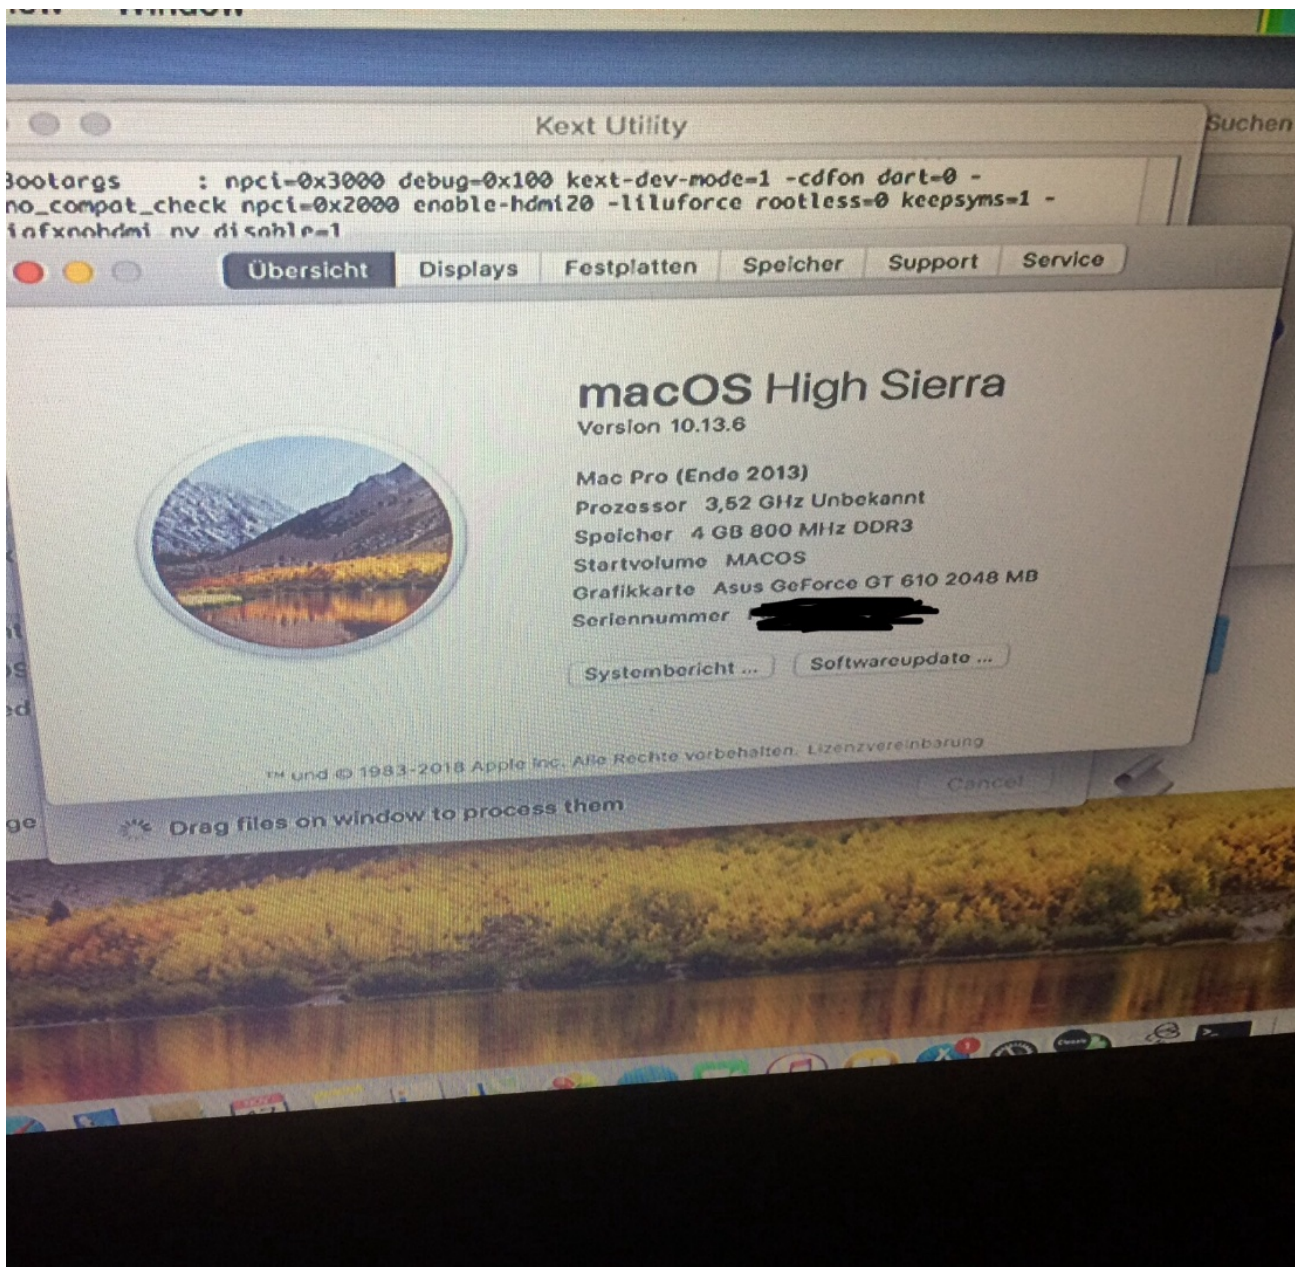 Window
Kext Utility
Suchen
Bootargs : npci=0x3000 debug=0x100 kext-dev-mode=1 -cdfon dart=0 -
no_compat_check npci=0x2000 enable-hdmi20 -liluforce rootless=0 keepsyms=1 -
nv_disable=1
Übersicht Displays Festplatten Speicher Support Service
macOS High Sierra
Version 10.13.6
Mac Pro (Ende 2013)
Prozessor 3,52 GHz Unbekannt
Speicher 4 GB 800 MHz DDR3
Startvolume MACOS
Grafikkarte Asus GeForce GT 610 2048 MB
Seriennummer
Systembericht ... Softwareupdate ...
™ und © 1983-2018 Apple Inc. Alle Rechte vorbehalten. Lizenzvereinbarung
Cancel
Drag files on window to process them